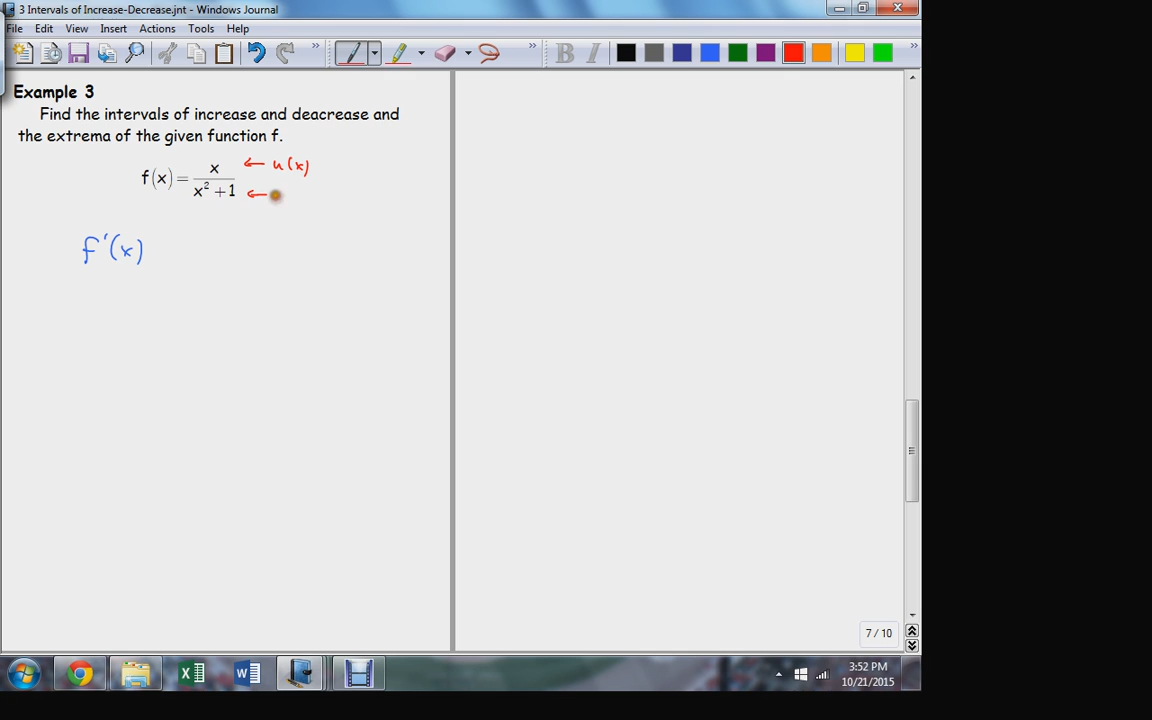 3 Intervals of Increase-Decrease.jnt - Windows Journal
File Edit View Insert Actions Tools Help
» B I »
Example 3
Find the intervals of increase and deacrease and
the extrema of the given function f.
f(x) = x / (x² + 1)
← u(x)
←
f'(x)
7 / 10
3:52 PM
10/21/2015